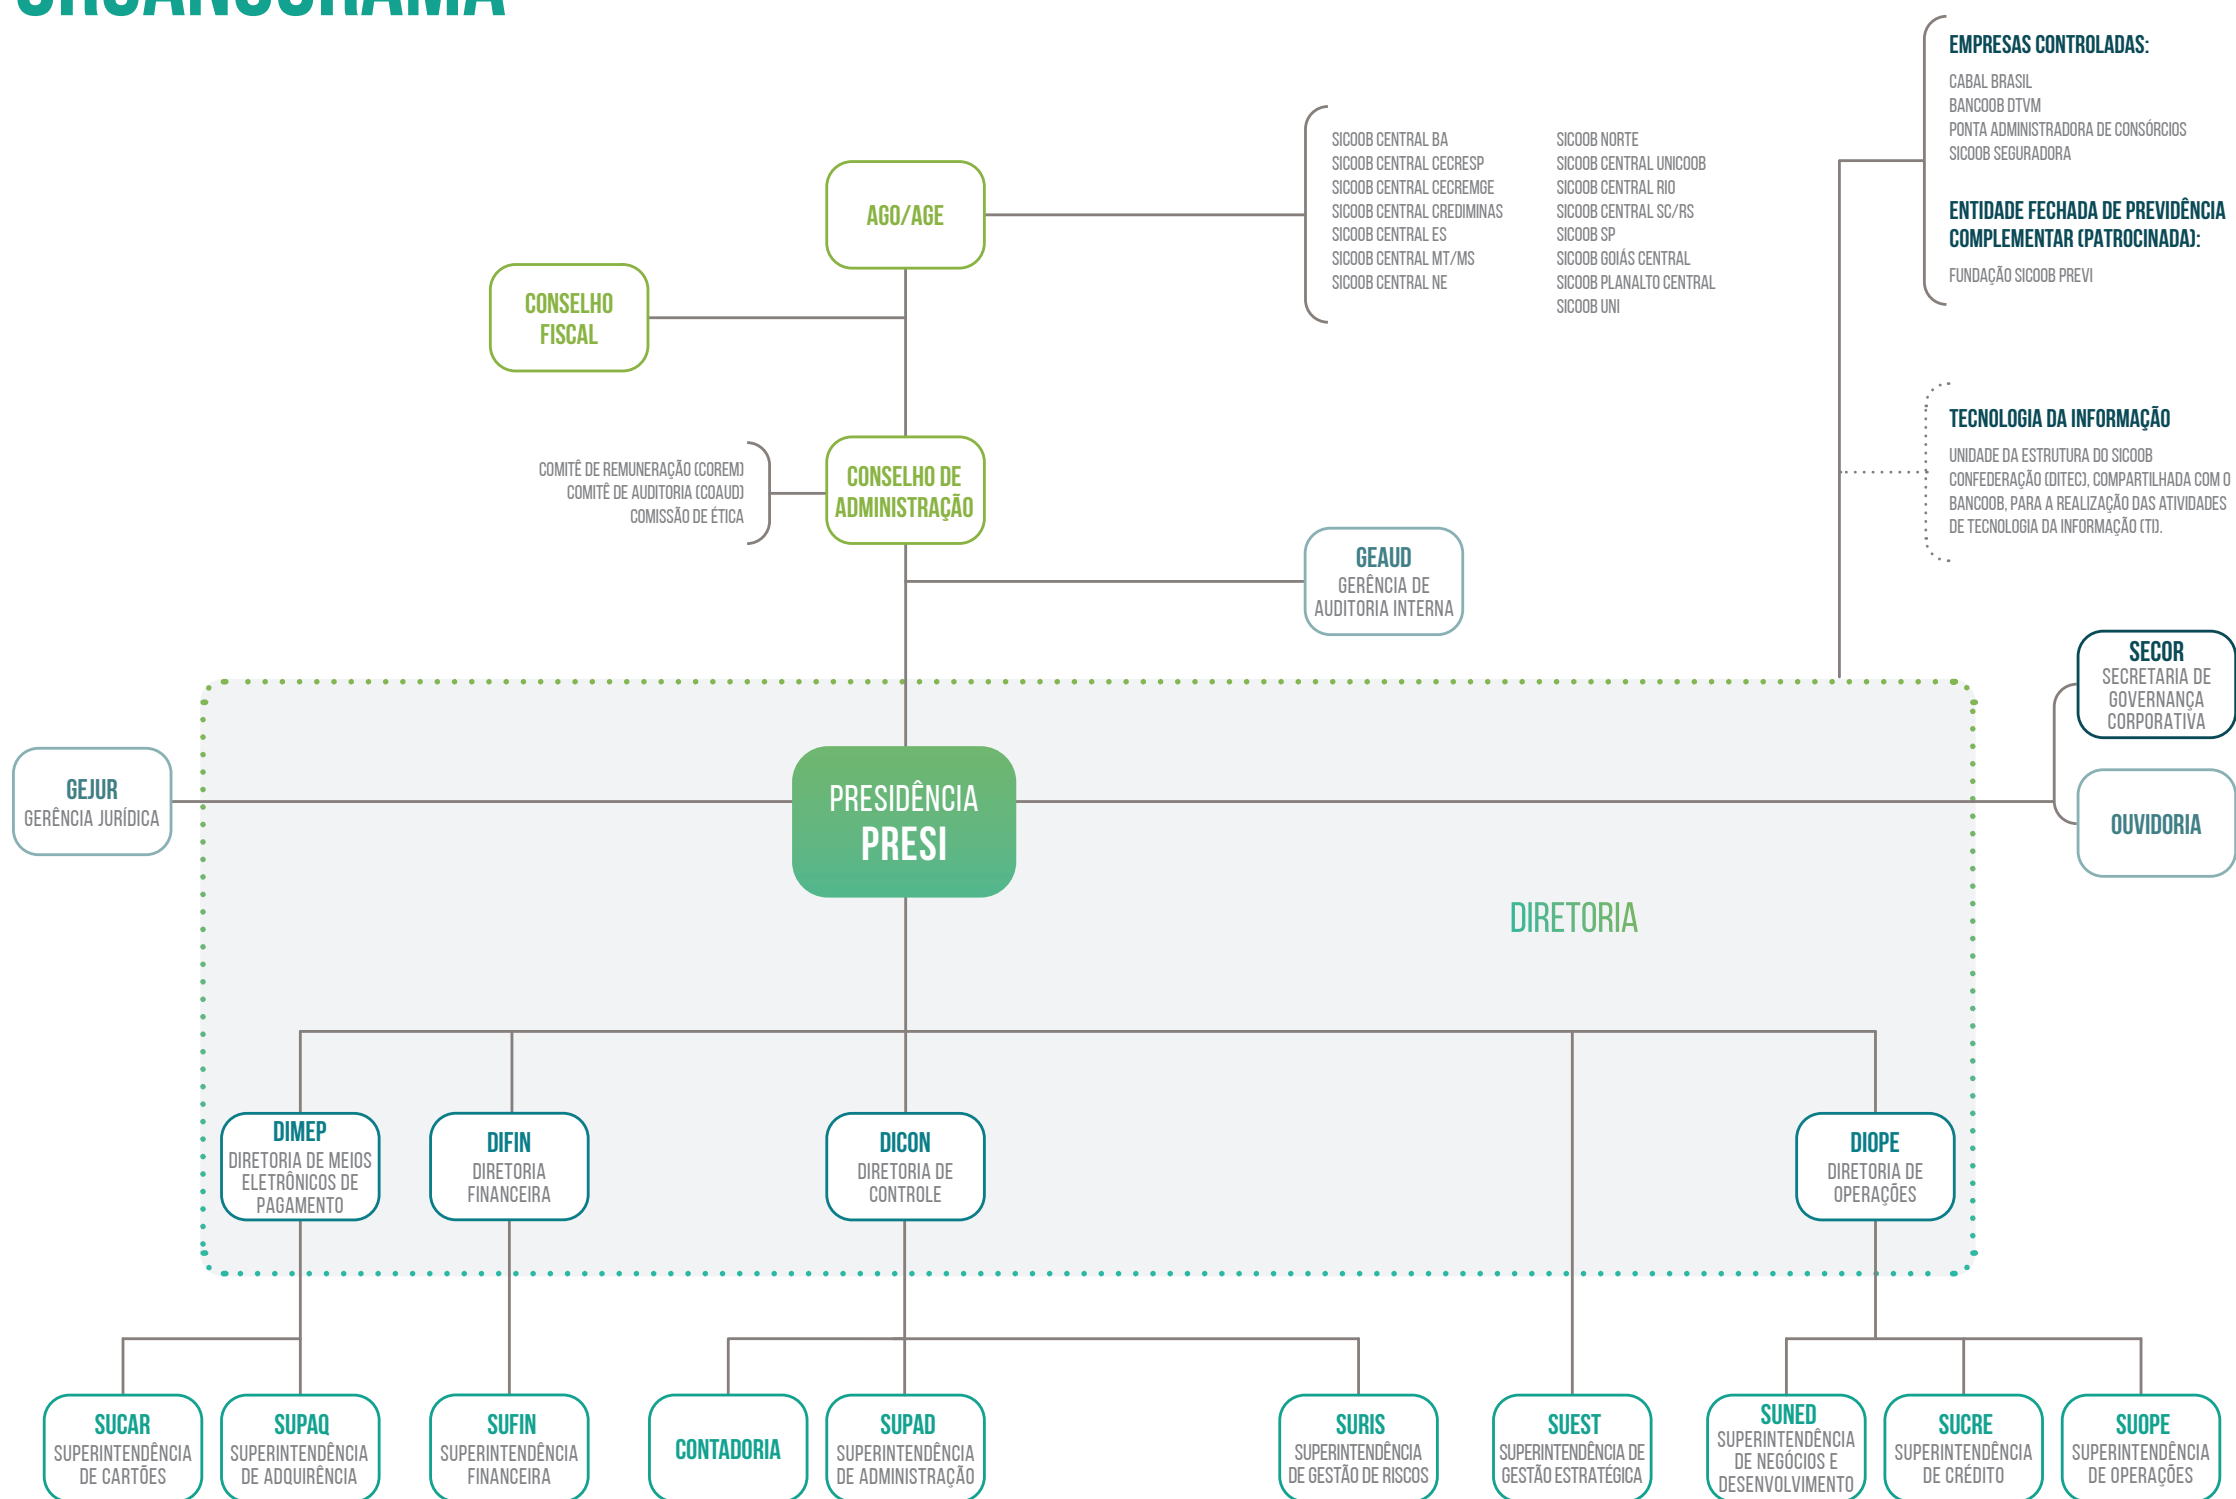 ORGANOGRAMA
EMPRESAS CONTROLADAS:
CABAL BRASIL
BANCOOB DTVM
PONTA ADMINISTRADORA DE CONSÓRCIOS
SICOOB SEGURADORA
ENTIDADE FECHADA DE PREVIDÊNCIA
COMPLEMENTAR (PATROCINADA):
FUNDAÇÃO SICOOB PREVI
SICOOB CENTRAL BA
SICOOB CENTRAL CECRESP
SICOOB CENTRAL CECREMGE
SICOOB CENTRAL CREDIMINAS
SICOOB CENTRAL ES
SICOOB CENTRAL MT/MS
SICOOB CENTRAL NE
SICOOB NORTE
SICOOB CENTRAL UNICOOB
SICOOB CENTRAL RIO
SICOOB CENTRAL SC/RS
SICOOB SP
SICOOB GOIÁS CENTRAL
SICOOB PLANALTO CENTRAL
SICOOB UNI
AGO/AGE
CONSELHO
FISCAL
TECNOLOGIA DA INFORMAÇÃO
UNIDADE DA ESTRUTURA DO SICOOB
CONFEDERAÇÃO (DITEC), COMPARTILHADA COM O
BANCOOB, PARA A REALIZAÇÃO DAS ATIVIDADES
DE TECNOLOGIA DA INFORMAÇÃO (TI).
COMITÊ DE REMUNERAÇÃO (COREM)
COMITÊ DE AUDITORIA (COAUD)
COMISSÃO DE ÉTICA
CONSELHO DE
ADMINISTRAÇÃO
GEAUD
GERÊNCIA DE
AUDITORIA INTERNA
SECOR
SECRETARIA DE
GOVERNANÇA
CORPORATIVA
GEJUR
GERÊNCIA JURÍDICA
PRESIDÊNCIA
PRESI
OUVIDORIA
DIRETORIA
DIMEP
DIRETORIA DE MEIOS
ELETRÔNICOS DE
PAGAMENTO
DIFIN
DIRETORIA
FINANCEIRA
DICON
DIRETORIA DE
CONTROLE
DIOPE
DIRETORIA DE
OPERAÇÕES
SUCAR
SUPERINTENDÊNCIA
DE CARTÕES
SUPAQ
SUPERINTENDÊNCIA
DE ADQUIRÊNCIA
SUFIN
SUPERINTENDÊNCIA
FINANCEIRA
CONTADORIA
SUPAD
SUPERINTENDÊNCIA
DE ADMINISTRAÇÃO
SURIS
SUPERINTENDÊNCIA
DE GESTÃO DE RISCOS
SUEST
SUPERINTENDÊNCIA DE
GESTÃO ESTRATÉGICA
SUNED
SUPERINTENDÊNCIA
DE NEGÓCIOS E
DESENVOLVIMENTO
SUCRE
SUPERINTENDÊNCIA
DE CRÉDITO
SUOPE
SUPERINTENDÊNCIA
DE OPERAÇÕES